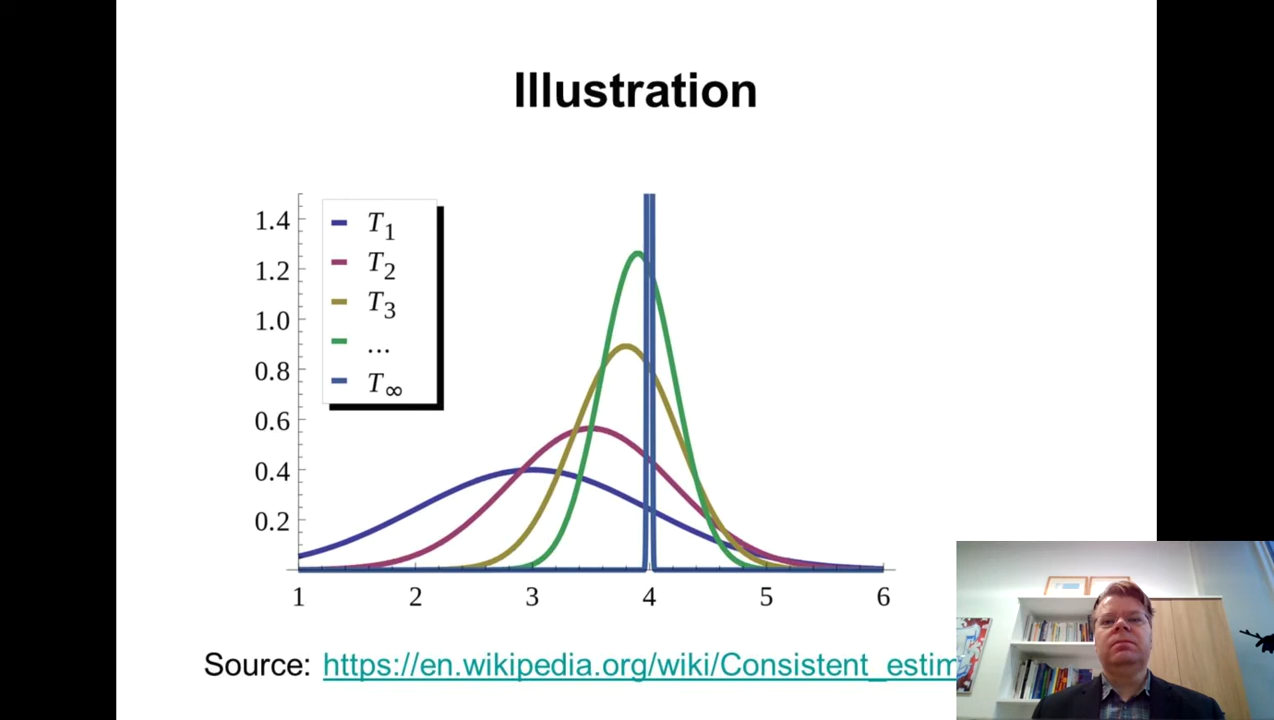 Illustration
1.4
1.2
1.0
0.8
0.6
0.4
0.2
T1
T2
T3
...
T∞
1 2 3 4 5 6
Source: https://en.wikipedia.org/wiki/Consistent_estim